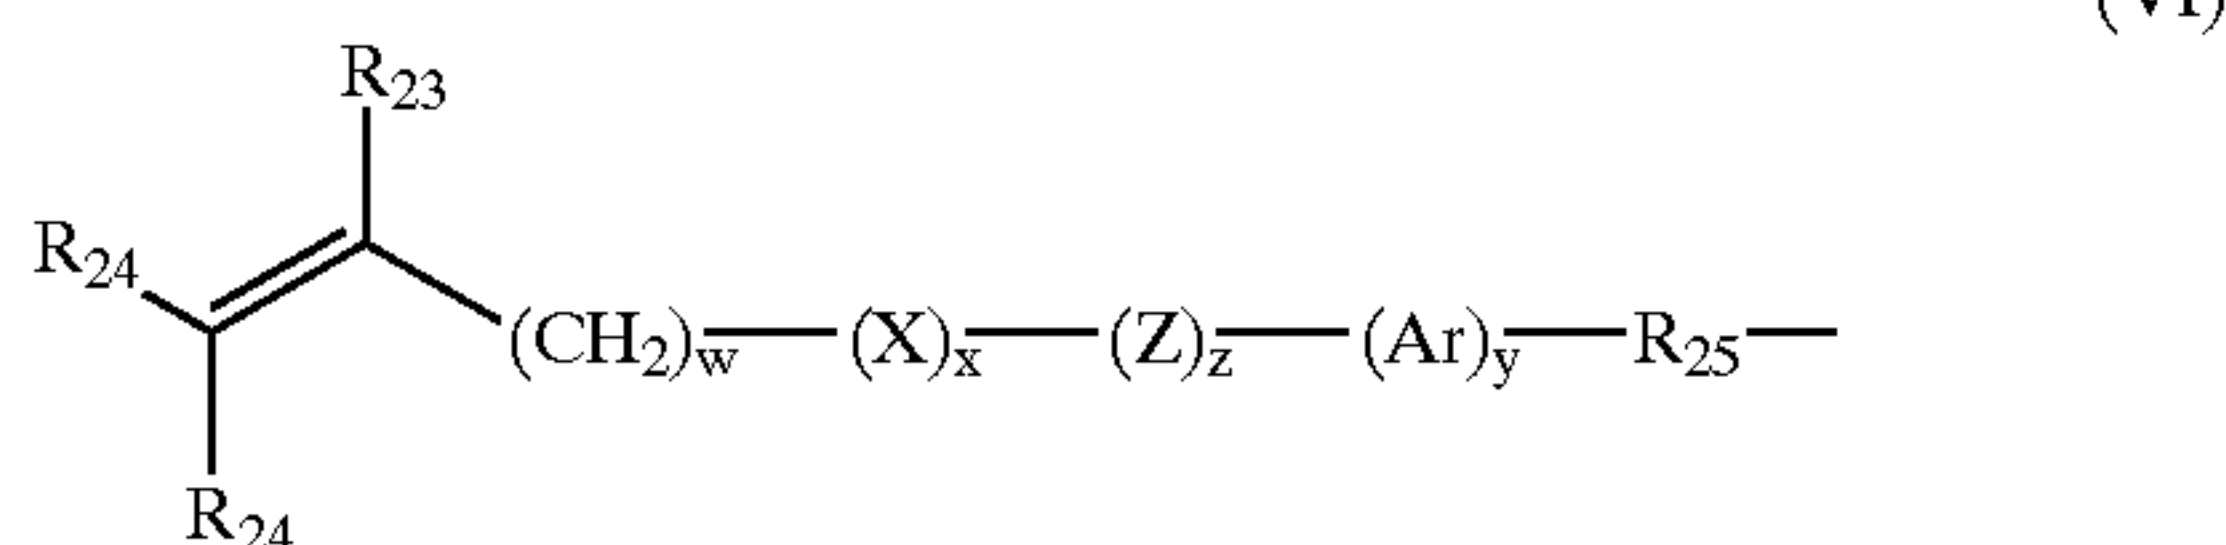 (VI)
R23
R24
(CH2)w—(X)x—(Z)z—(Ar)y—R25—
R24